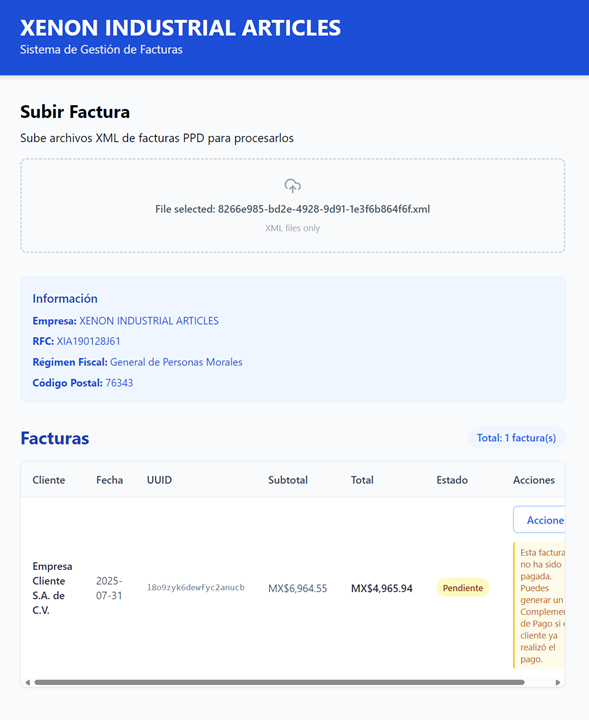 XENON INDUSTRIAL ARTICLES
Sistema de Gestión de Facturas
Subir Factura
Sube archivos XML de facturas PPD para procesarlos
File selected: 8266e985-bd2e-4928-9d91-1e3f6b864f6f.xml
XML files only
Información
Empresa: XENON INDUSTRIAL ARTICLES
RFC: XIA190128J61
Régimen Fiscal: General de Personas Morales
Código Postal: 76343
Facturas
Total: 1 factura(s)
Cliente Fecha UUID Subtotal Total Estado Acciones
Empresa
Cliente
S.A. de
C.V.
2025-
07-31
18o9zyk6dewfyc2anucb
MX$6,964.55
MX$4,965.94
Pendiente
Accione
Esta factura
no ha sido
pagada.
Puedes
generar un
Complemen
de Pago si e
cliente ya
realizó el
pago.